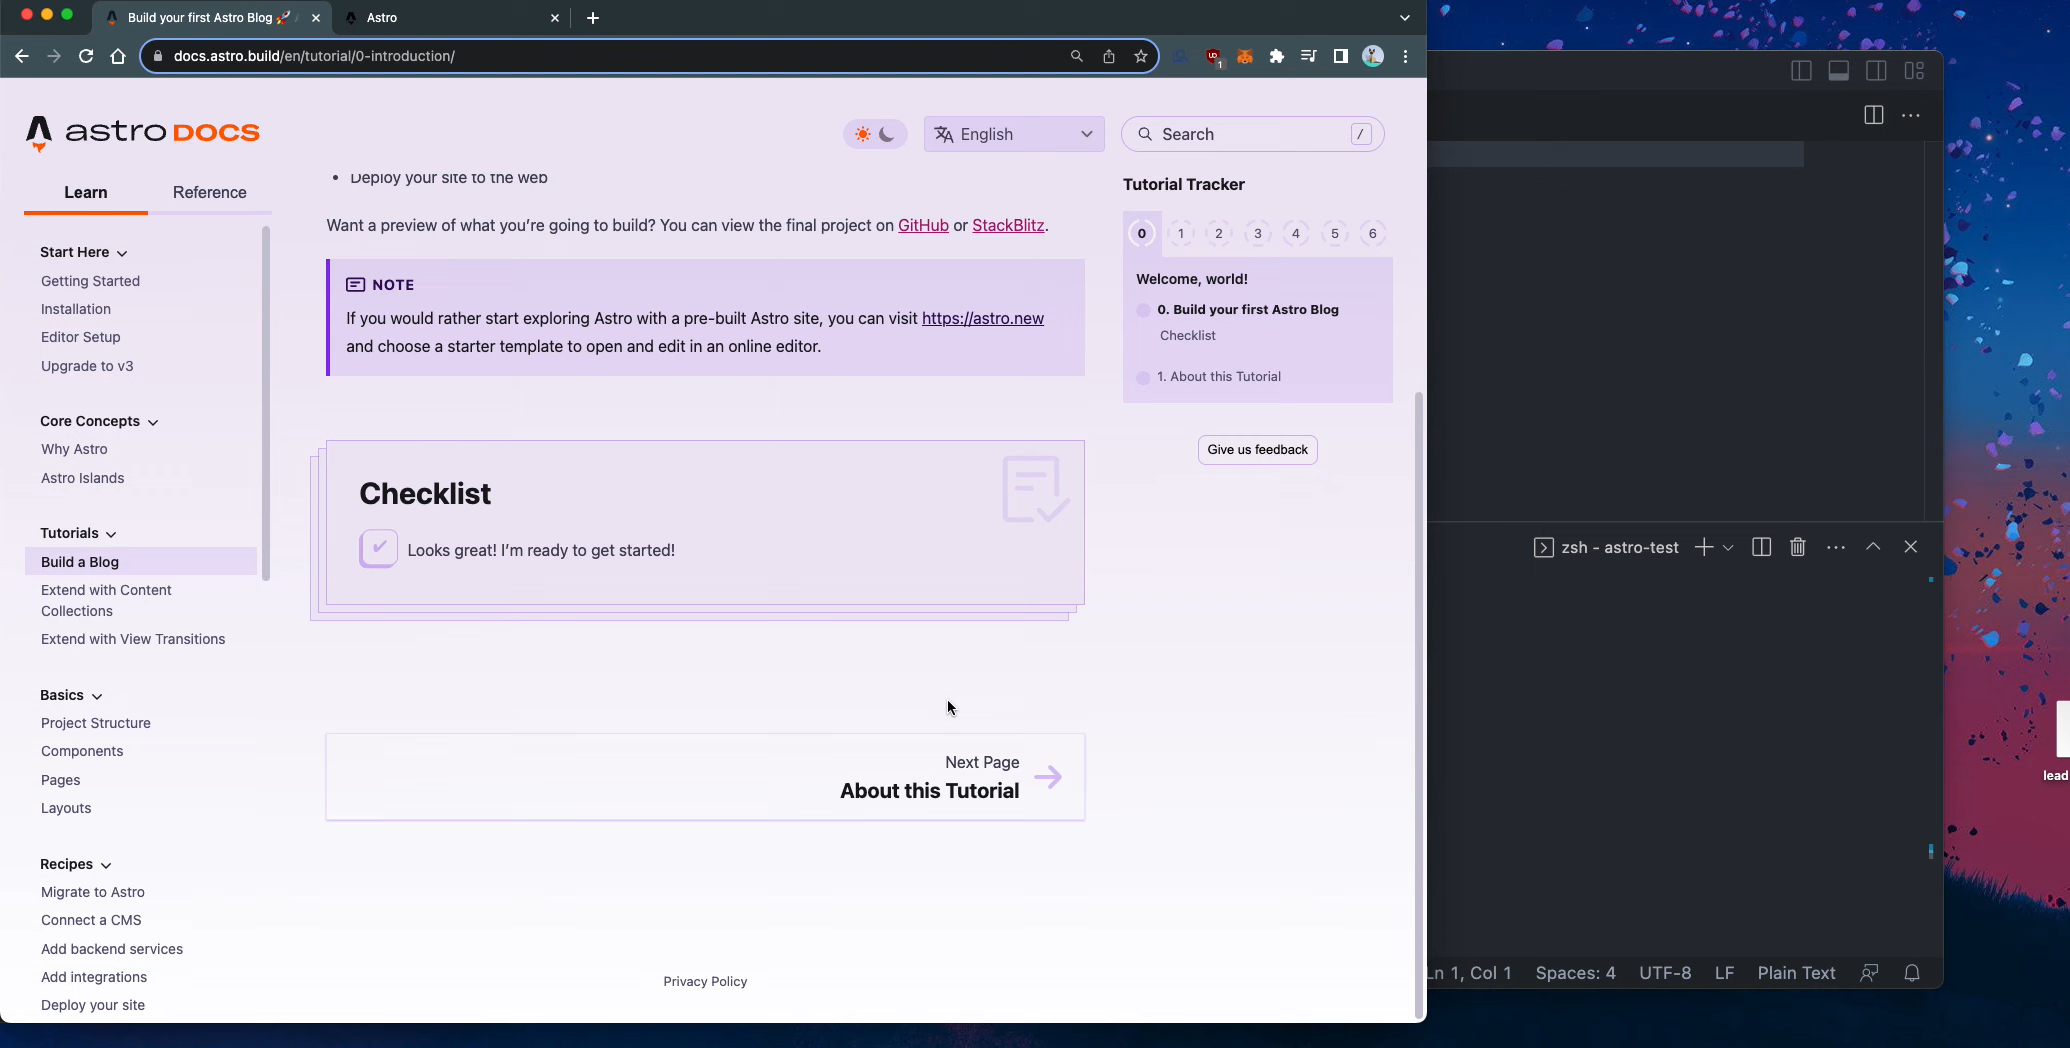 Build your first Astro Blog 🚀
Astro
docs.astro.build/en/tutorial/0-introduction/
1
astro DOCS
English
Search
/
Learn
Reference
Start Here
Getting Started
Installation
Editor Setup
Upgrade to v3
Core Concepts
Why Astro
Astro Islands
Tutorials
Build a Blog
Extend with Content
Collections
Extend with View Transitions
Basics
Project Structure
Components
Pages
Layouts
Recipes
Migrate to Astro
Connect a CMS
Add backend services
Add integrations
Deploy your site
• Deploy your site to the web
Want a preview of what you’re going to build? You can view the final project on GitHub or StackBlitz.
NOTE
If you would rather start exploring Astro with a pre-built Astro site, you can visit https://astro.new
and choose a starter template to open and edit in an online editor.
Checklist
Looks great! I’m ready to get started!
Next Page
About this Tutorial
Privacy Policy
Tutorial Tracker
0 1 2 3 4 5 6
Welcome, world!
0. Build your first Astro Blog
Checklist
1. About this Tutorial
Give us feedback
zsh - astro-test
Ln 1, Col 1 Spaces: 4 UTF-8 LF Plain Text
lead